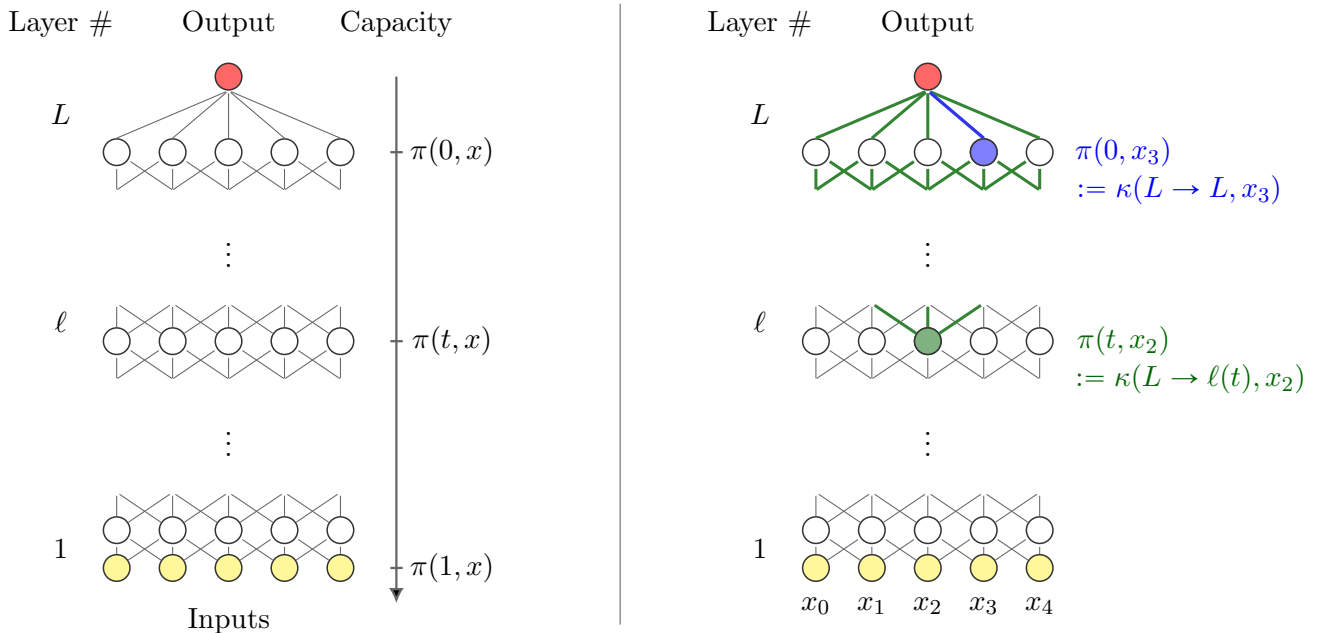 Layer # Output Capacity
L
π(0, x)
⋮
ℓ
π(t, x)
⋮
1
π(1, x)
Inputs
Layer # Output
L
π(0, x₃)
:= κ(L → L, x₃)
⋮
ℓ
π(t, x₂)
:= κ(L → ℓ(t), x₂)
⋮
1
x₀ x₁ x₂ x₃ x₄